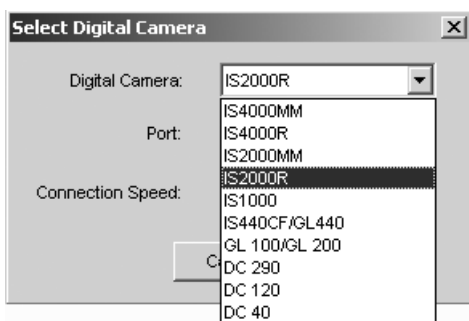 Select Digital Camera
Digital Camera: IS2000R
IS4000MM
Port: IS4000R
IS2000MM
IS2000R
Connection Speed: IS1000
IS440CF/GL440
GL 100/GL 200
DC 290
DC 120
DC 40